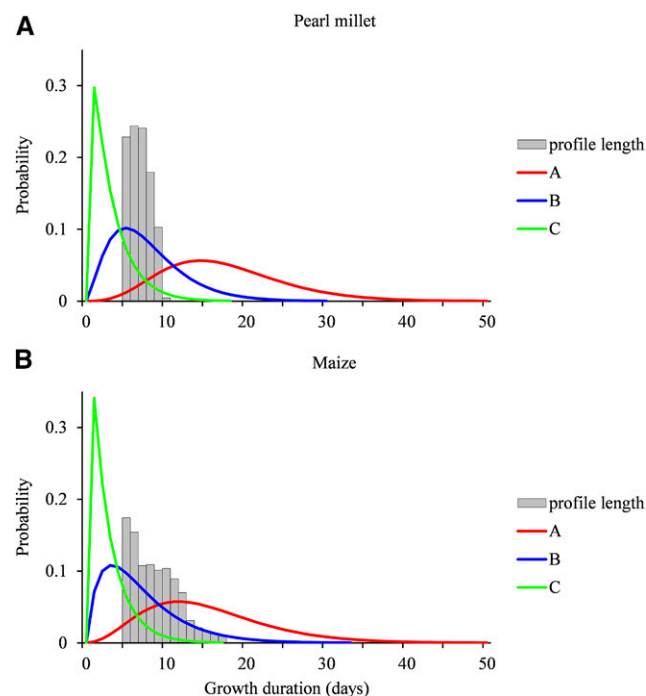 A
Pearl millet
0.3
0.2
0.1
0
Probability
0 10 20 30 40 50
profile length
A
B
C
B
Maize
0.3
0.2
0.1
0
Probability
0 10 20 30 40 50
Growth duration (days)
profile length
A
B
C